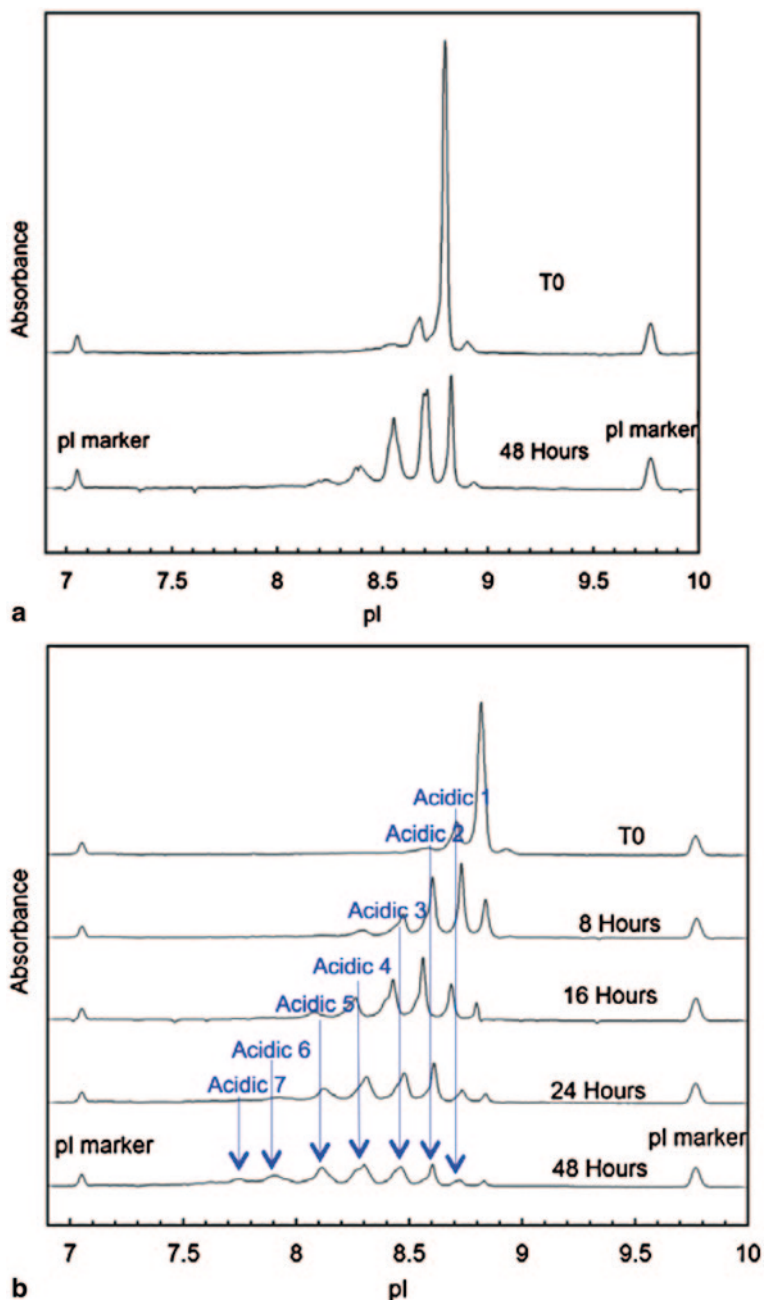 Absorbance
T0
pI marker
48 Hours
pI marker
7 7.5 8 8.5 9 9.5 10
pI
a
Absorbance
Acidic 1
T0
Acidic 2
Acidic 3
8 Hours
Acidic 4
16 Hours
Acidic 5
Acidic 6
24 Hours
Acidic 7
pI marker
48 Hours
pI marker
7 7.5 8 8.5 9 9.5 10
pI
b